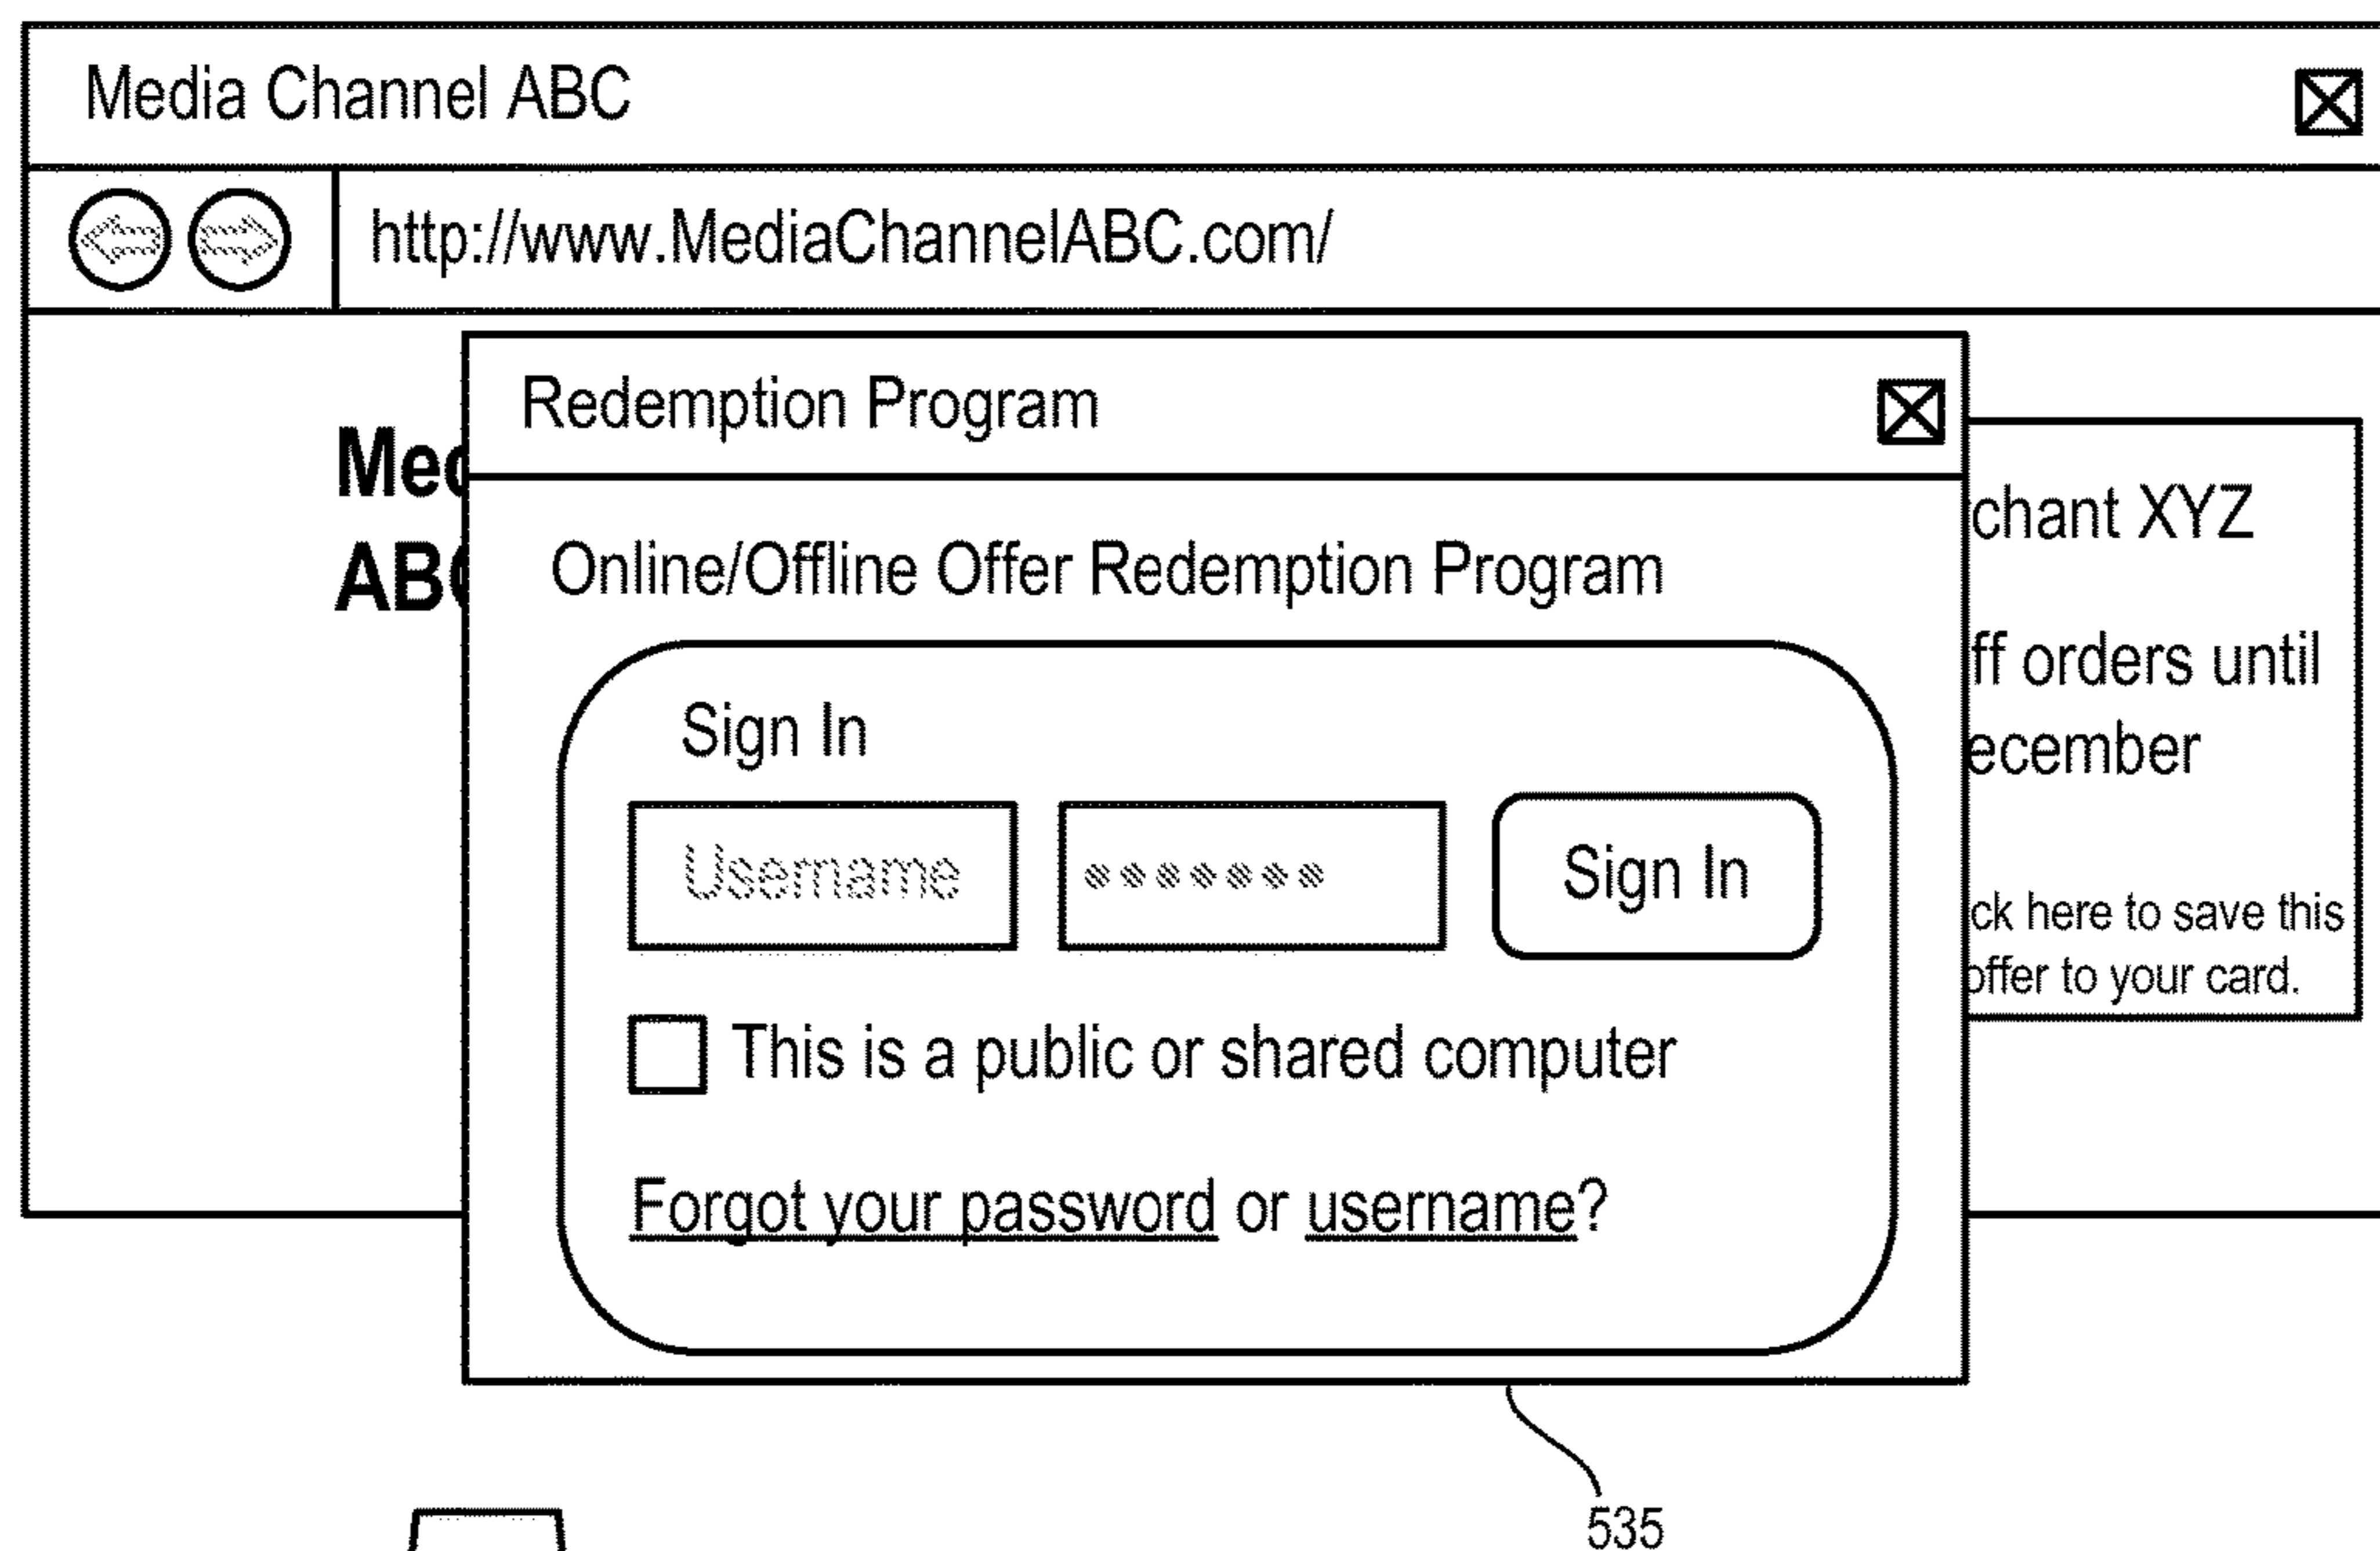 Media Channel ABC
http://www.MediaChannelABC.com/
Redemption Program
Online/Offline Offer Redemption Program
Sign In
Username
Sign In
This is a public or shared computer
Forgot your password or username?
Med
ABC
chant XYZ
ff orders until
ecember
ck here to save this
offer to your card.
535